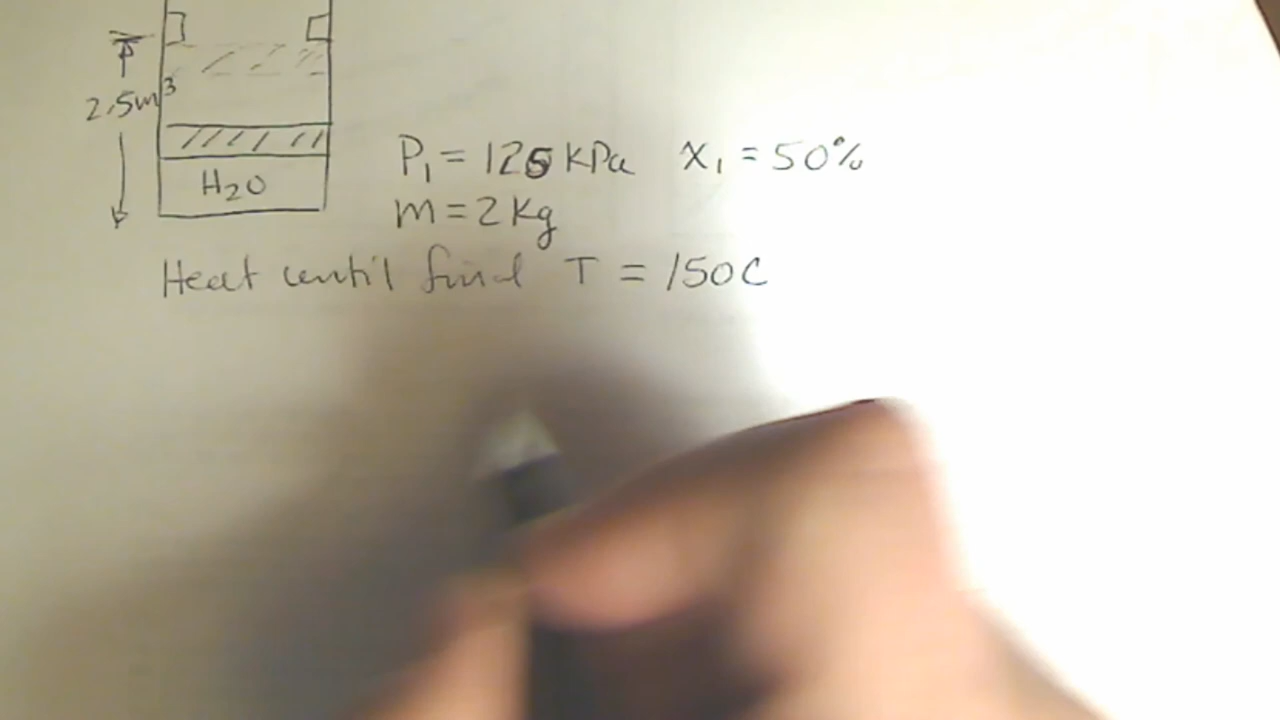 2.5m³
P₁ = 125 KPa x₁ = 50%
H₂O
m = 2 Kg
Heat until final T = 150C